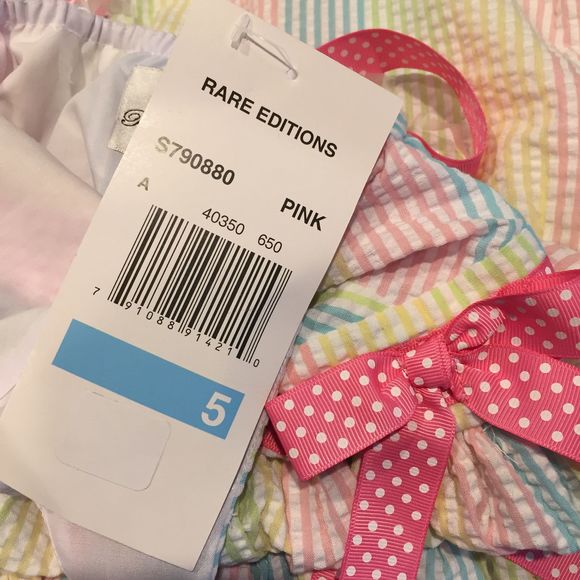 RARE EDITIONS
S790880
A
PINK
40350 650
7 91088 91421 0
5